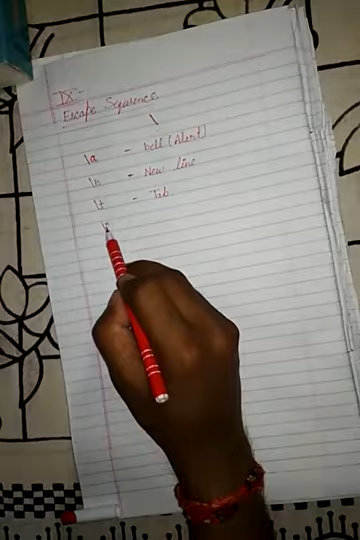 IX -
Escape Sequence
\
\a - bell (Alert)
\n - New line
\t - Tab
\